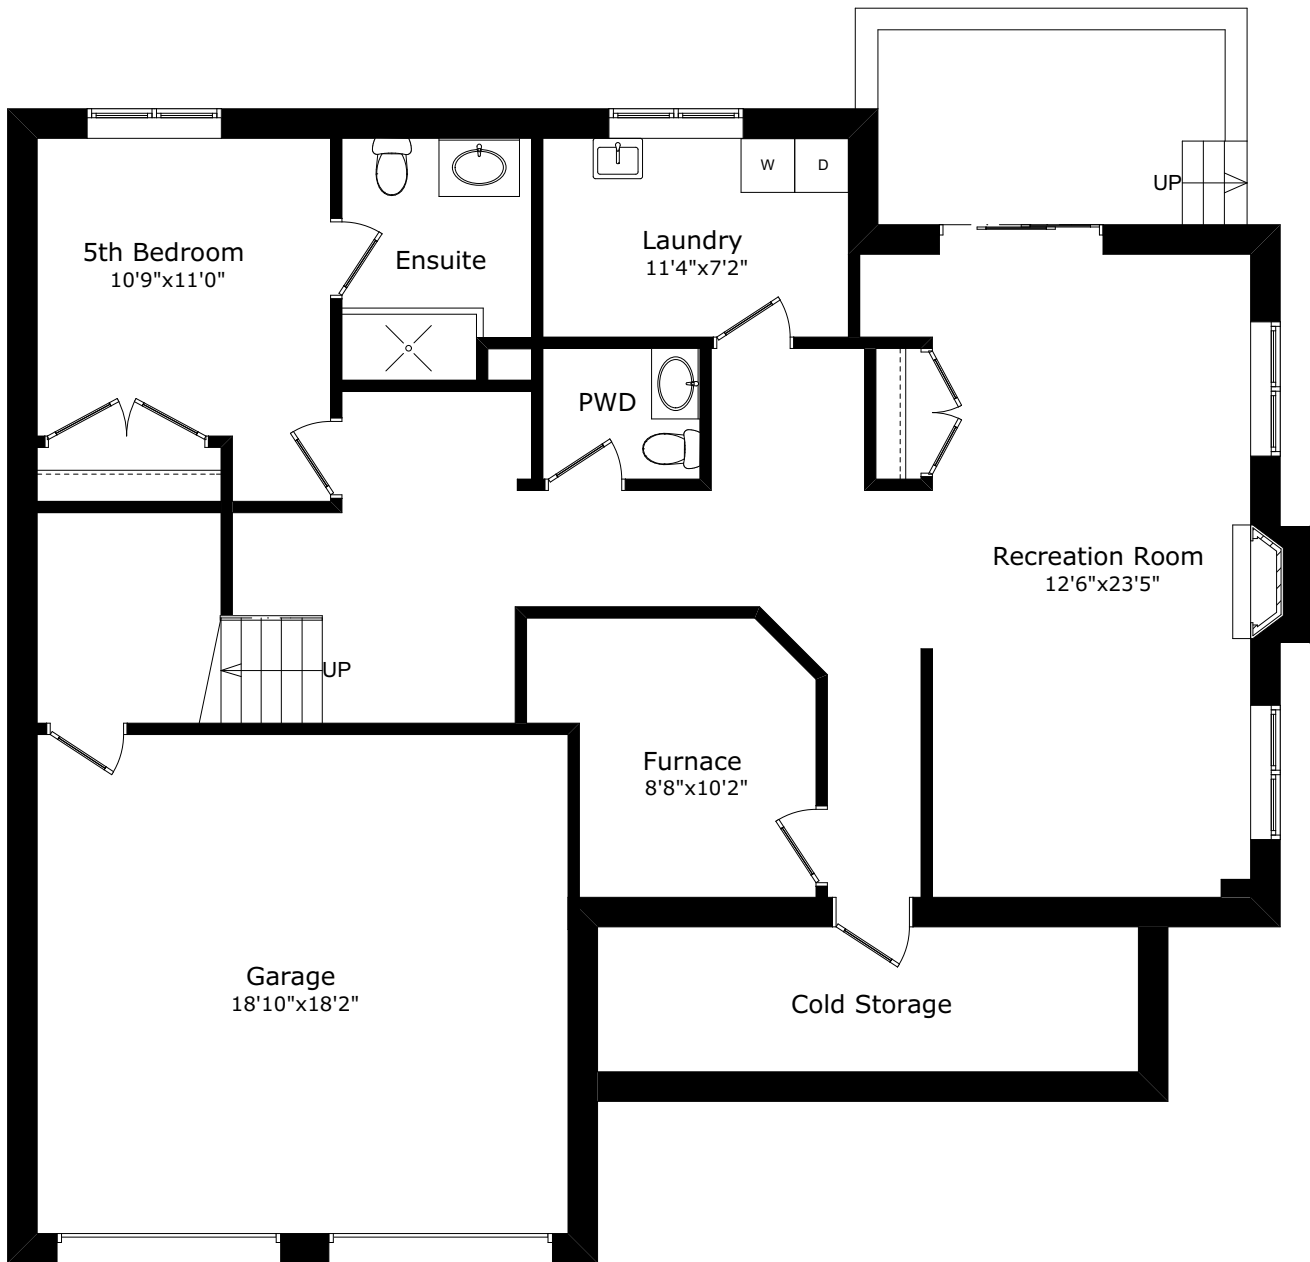 W
D
UP
5th Bedroom
10'9"x11'0"
Ensuite
Laundry
11'4"x7'2"
PWD
Recreation Room
12'6"x23'5"
UP
Furnace
8'8"x10'2"
Garage
18'10"x18'2"
Cold Storage